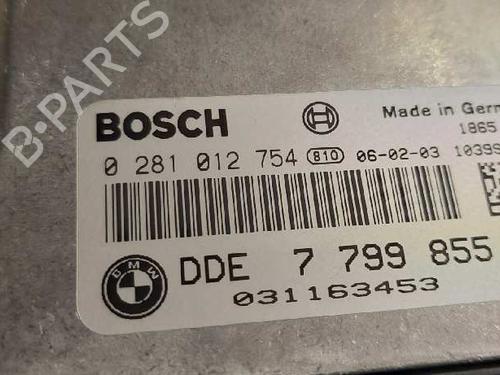 B-PARTS
BOSCH
Made in Germ
1865
0 281 012 754 810 06-02-03 10399
BMW
DDE 7 799 855
031163453